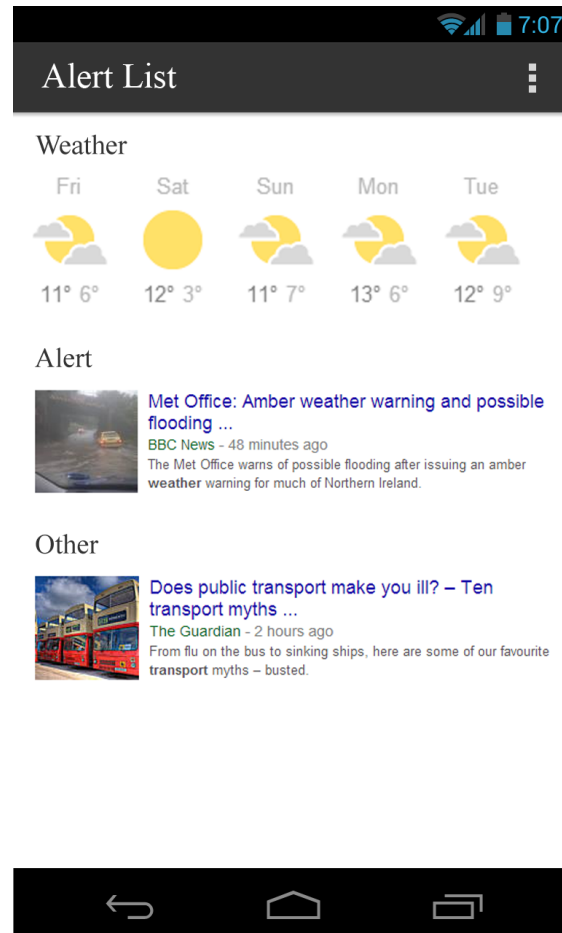 7:07
Alert List
Weather
Fri Sat Sun Mon Tue
11° 6° 12° 3° 11° 7° 13° 6° 12° 9°
Alert
Met Office: Amber weather warning and possible
flooding ...
BBC News - 48 minutes ago
The Met Office warns of possible flooding after issuing an amber
weather warning for much of Northern Ireland.
Other
Does public transport make you ill? – Ten
transport myths ...
The Guardian - 2 hours ago
From flu on the bus to sinking ships, here are some of our favourite
transport myths – busted.